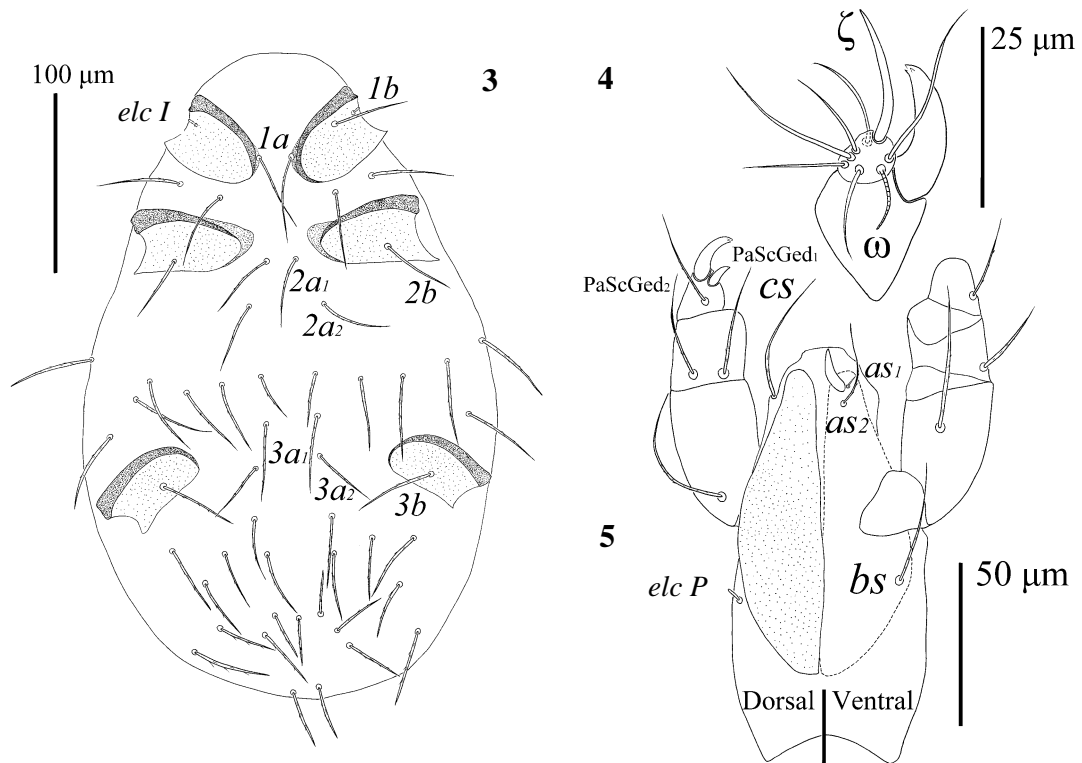 3
100 µm
elc I
1b
1a
2a1
2a2
2b
3a1
3a2
3b
4
ζ
25 µm
ω
5
PaScGed2
PaScGed1
cs
as1
as2
elc P
bs
50 µm
Dorsal Ventral